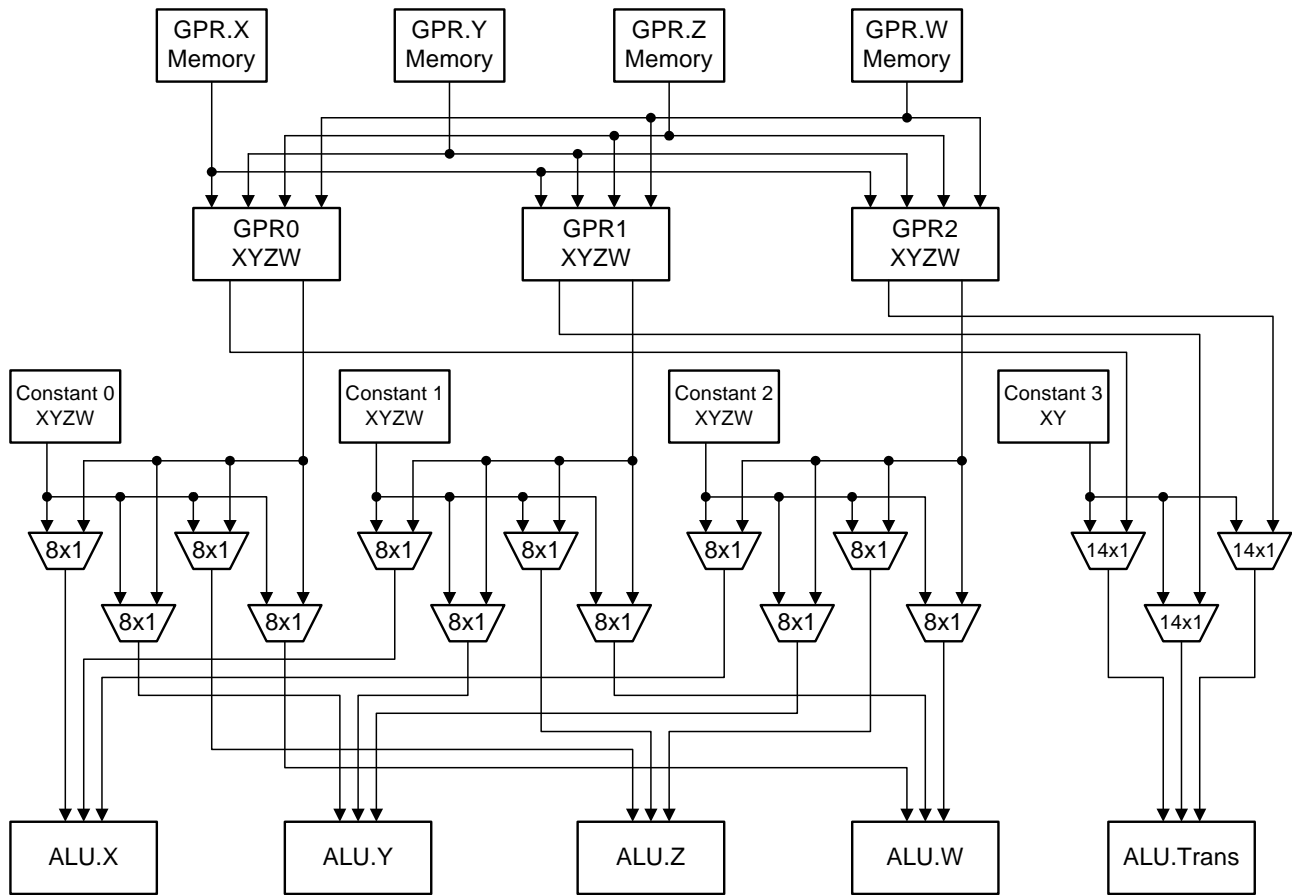 GPR.X
Memory
GPR.Y
Memory
GPR.Z
Memory
GPR.W
Memory
GPR0
XYZW
GPR1
XYZW
GPR2
XYZW
Constant 0
XYZW
Constant 1
XYZW
Constant 2
XYZW
Constant 3
XY
8x1
8x1
8x1
8x1
8x1
8x1
14x1
14x1
8x1
8x1
8x1
8x1
8x1
8x1
14x1
ALU.X
ALU.Y
ALU.Z
ALU.W
ALU.Trans